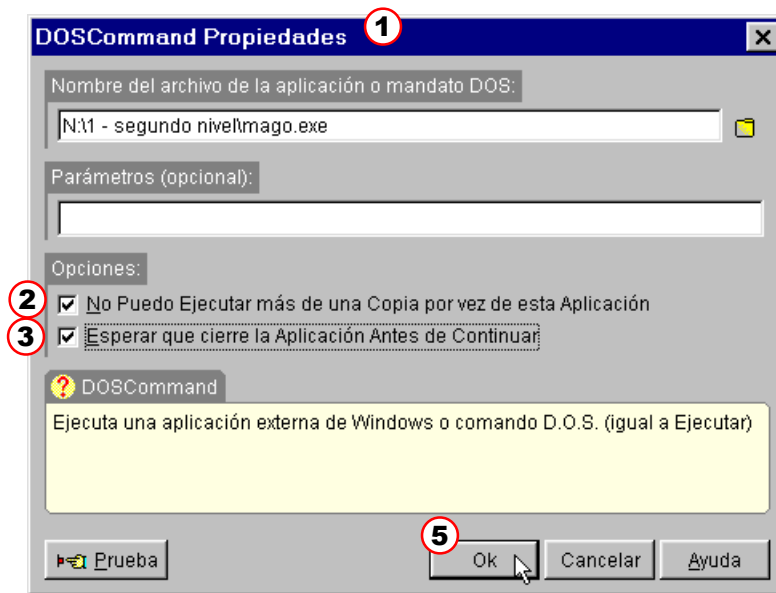 DOSCommand Propiedades 1
Nombre del archivo de la aplicación o mandato DOS:
N:\1 - segundo nivel\mago.exe
Parámetros (opcional):
Opciones:
2 No Puedo Ejecutar más de una Copia por vez de esta Aplicación
3 Esperar que cierre la Aplicación Antes de Continuar
? DOSCommand
Ejecuta una aplicación externa de Windows o comando D.O.S. (igual a Ejecutar)
5
Prueba Ok Cancelar Ayuda